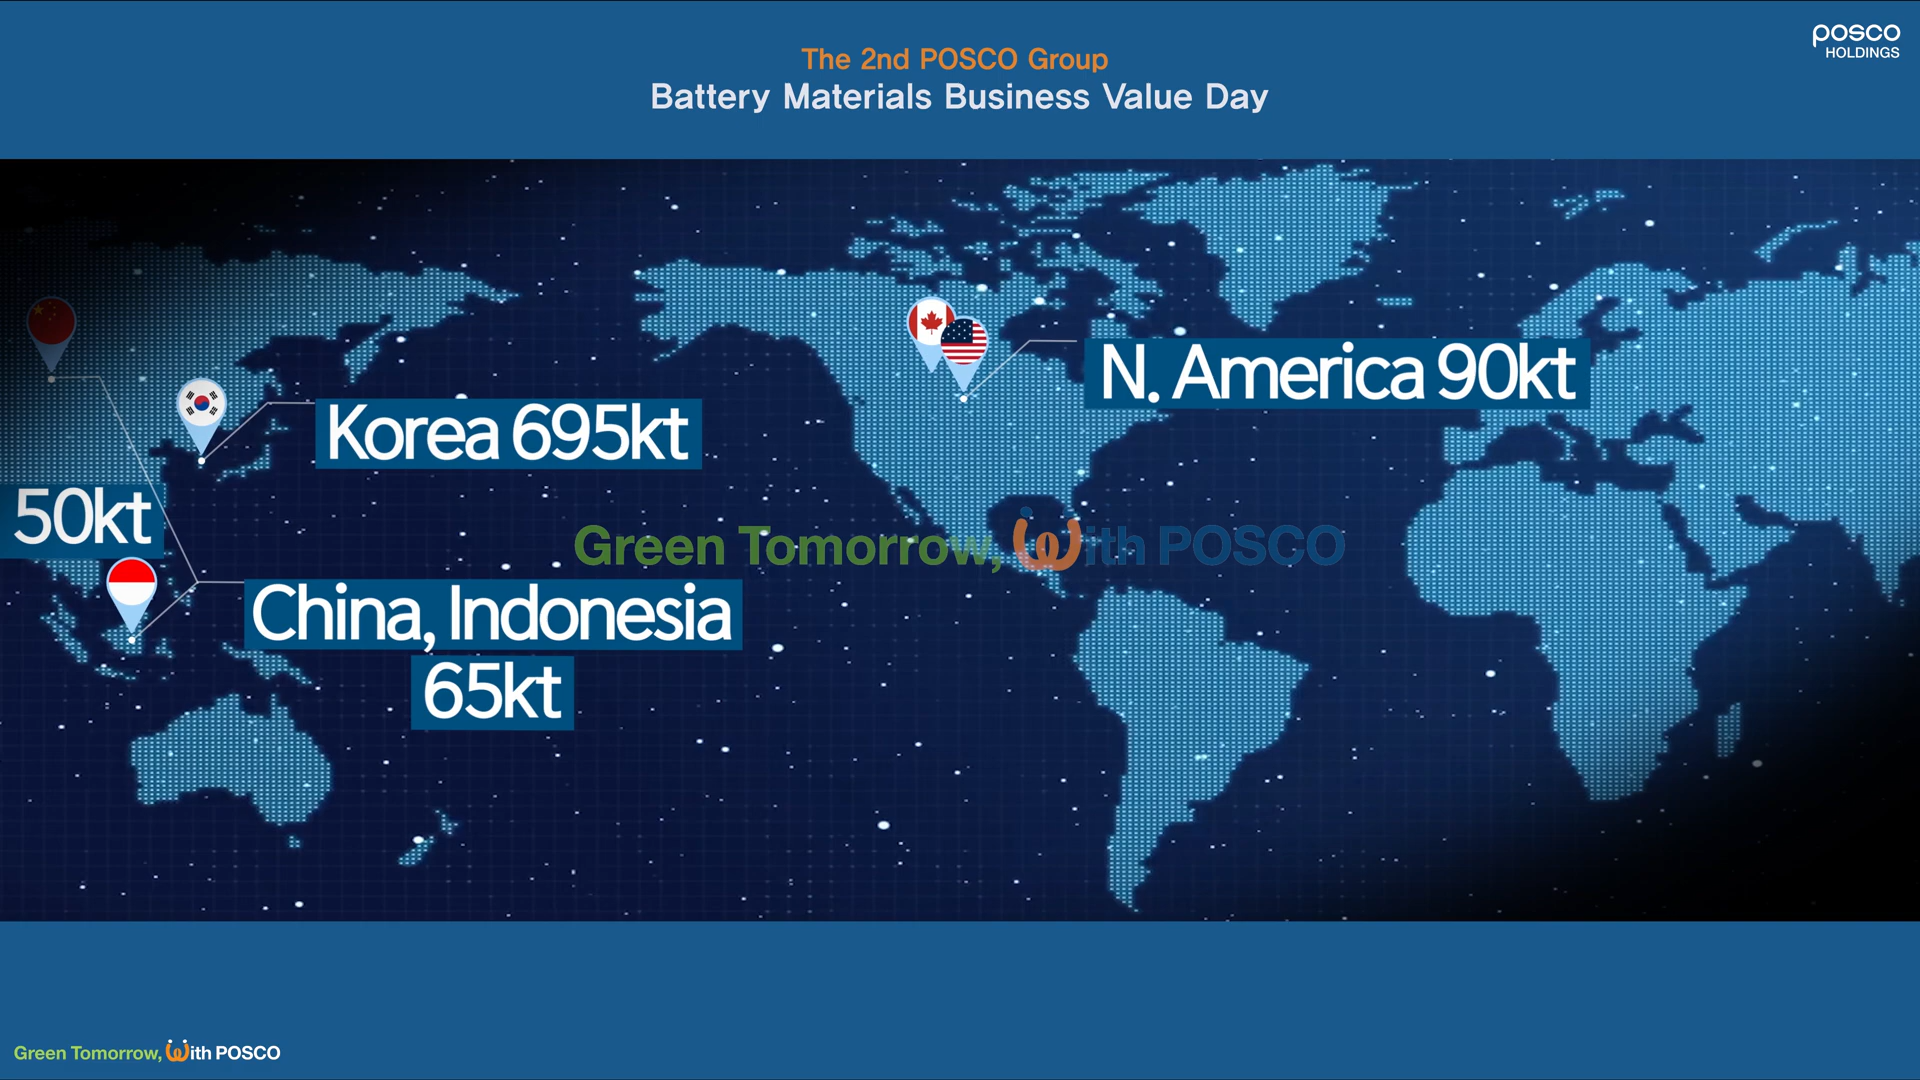 posco
HOLDINGS
The 2nd POSCO Group
Battery Materials Business Value Day
N. America 90kt
Korea 695kt
50kt
Green Tomorrow, With POSCO
China, Indonesia
65kt
Green Tomorrow, With POSCO